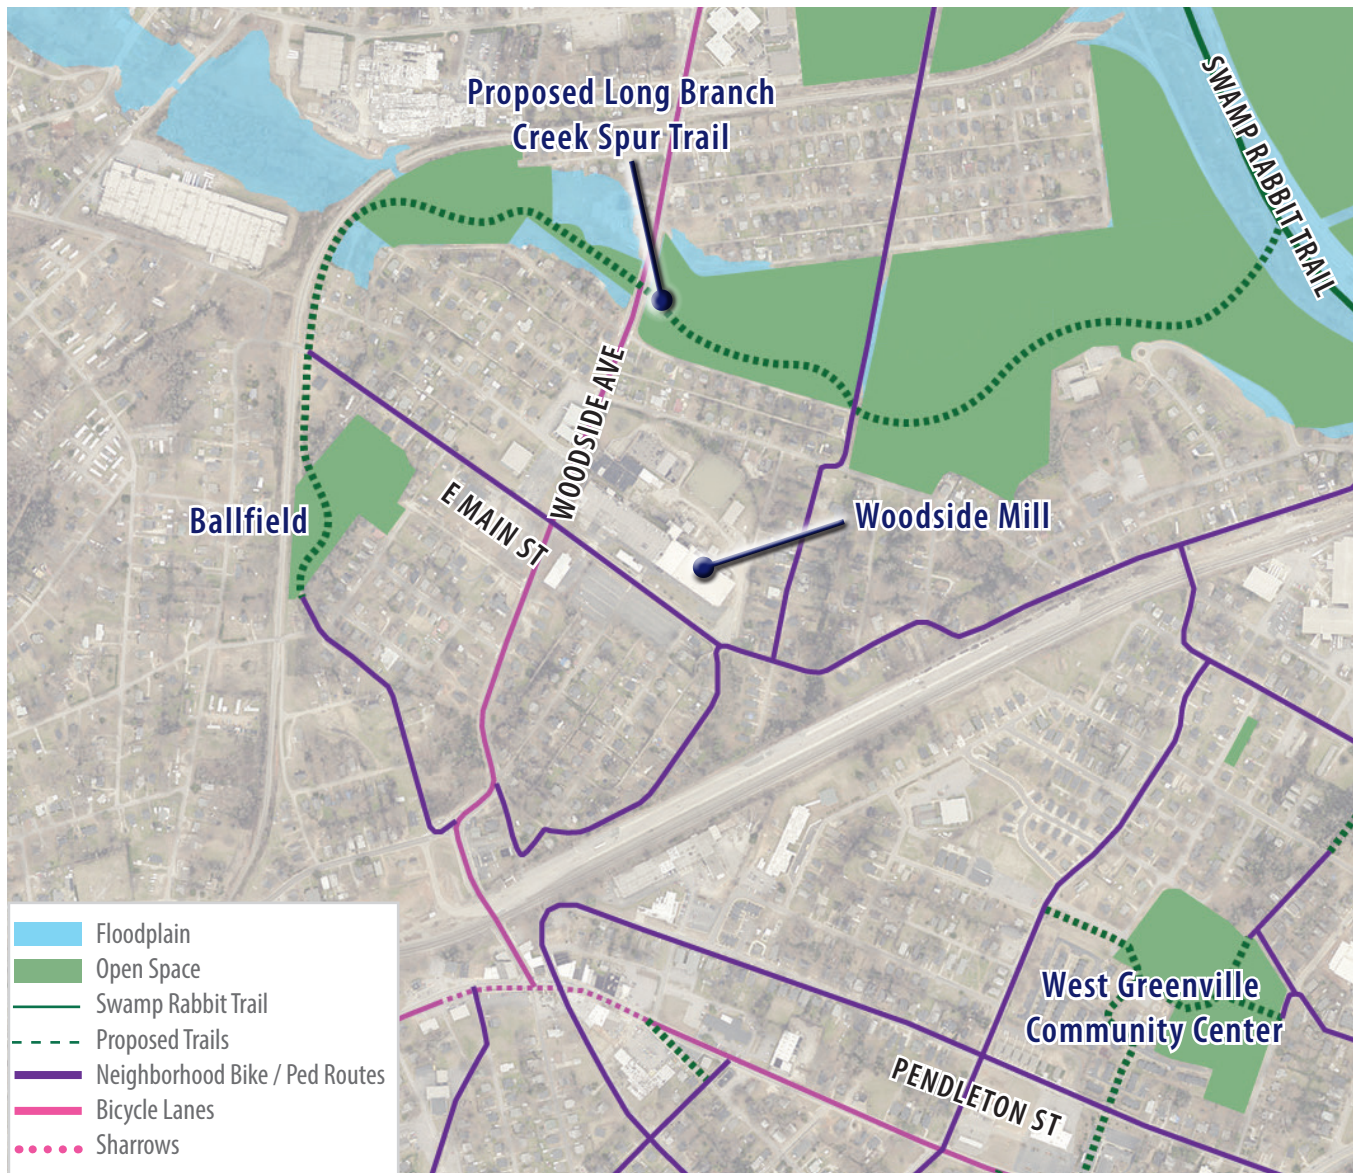 SWAMP RABBIT TRAIL
Proposed Long Branch
Creek Spur Trail
WOODSIDE AVE
E MAIN ST
Ballfield
Woodside Mill
West Greenville
Community Center
PENDLETON ST
Floodplain
Open Space
Swamp Rabbit Trail
Proposed Trails
Neighborhood Bike / Ped Routes
Bicycle Lanes
Sharrows